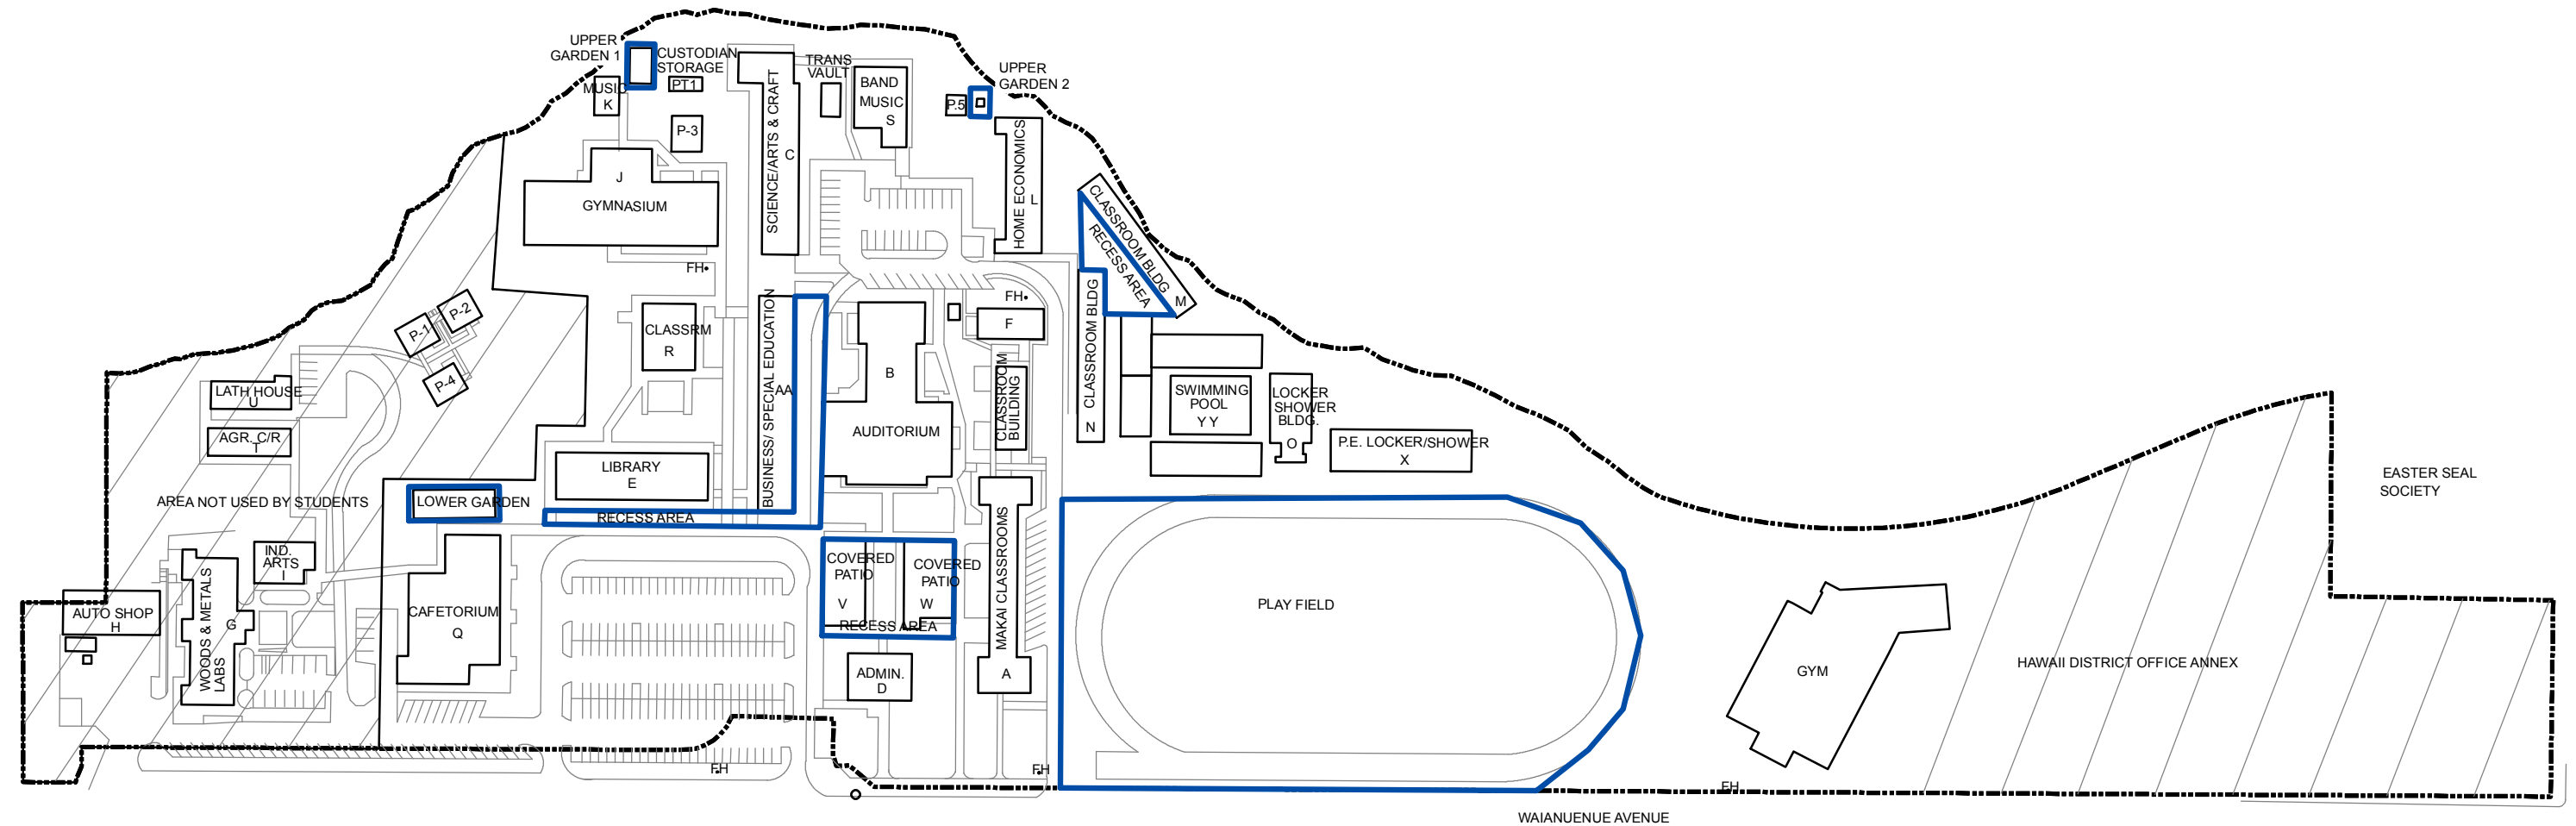 UPPER
GARDEN 1
CUSTODIAN
STORAGE
MUSIC
K
PT1
P-3
SCIENCE/ARTS & CRAFT
C
TRANS
VAULT
BAND
MUSIC
S
P.5
UPPER
GARDEN 2
HOME ECONOMICS
L
J
GYMNASIUM
CLASSROOM BLDG
M
RECESS AREA
FH
FH
P-1
P-2
P-4
CLASSRM
R
BUSINESS/ SPECIAL EDUCATION
AA
B
AUDITORIUM
F
CLASSROOM
BUILDING
CLASSROOM BLDG
N
SWIMMING
POOL
YY
LOCKER
SHOWER
BLDG.
O
P.E. LOCKER/SHOWER
X
LATH HOUSE
U
AGR. C/R
T
LIBRARY
E
AREA NOT USED BY STUDENTS
LOWER GARDEN
RECESS AREA
EASTER SEAL
SOCIETY
IND.
ARTS
I
COVERED
PATIO
V
COVERED
PATIO
W
RECESS AREA
MAKAI CLASSROOMS
A
PLAY FIELD
AUTO SHOP
H
WOODS & METALS
LABS
G
CAFETORIUM
Q
ADMIN.
D
GYM
HAWAII DISTRICT OFFICE ANNEX
FH
FH
FH
WAIANUENUE AVENUE